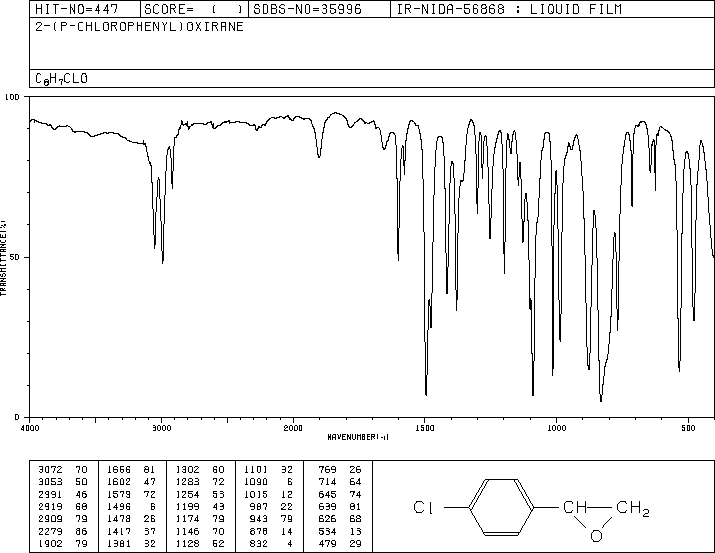 HIT-NO=447 SCORE= ( ) SDBS-NO=35996 IR-NIDA-56868 : LIQUID FILM
2-(P-CHLOROPHENYL)OXIRANE
C8H7CLO
100
50
0
TRANSMITTANCE(%)
4000 3000 2000 1500 1000 500
WAVENUMBER(-1)
3072 70 1666 81 1302 60 1101 32 769 26
3053 50 1602 47 1283 72 1090 6 714 64
2991 46 1579 72 1254 53 1015 12 645 74
2919 68 1496 6 1199 43 987 22 639 81
2909 79 1478 26 1174 79 943 79 626 68
2279 86 1417 37 1146 70 878 14 534 13
1902 79 1381 32 1128 52 832 4 479 29
Cl CH CH2
O